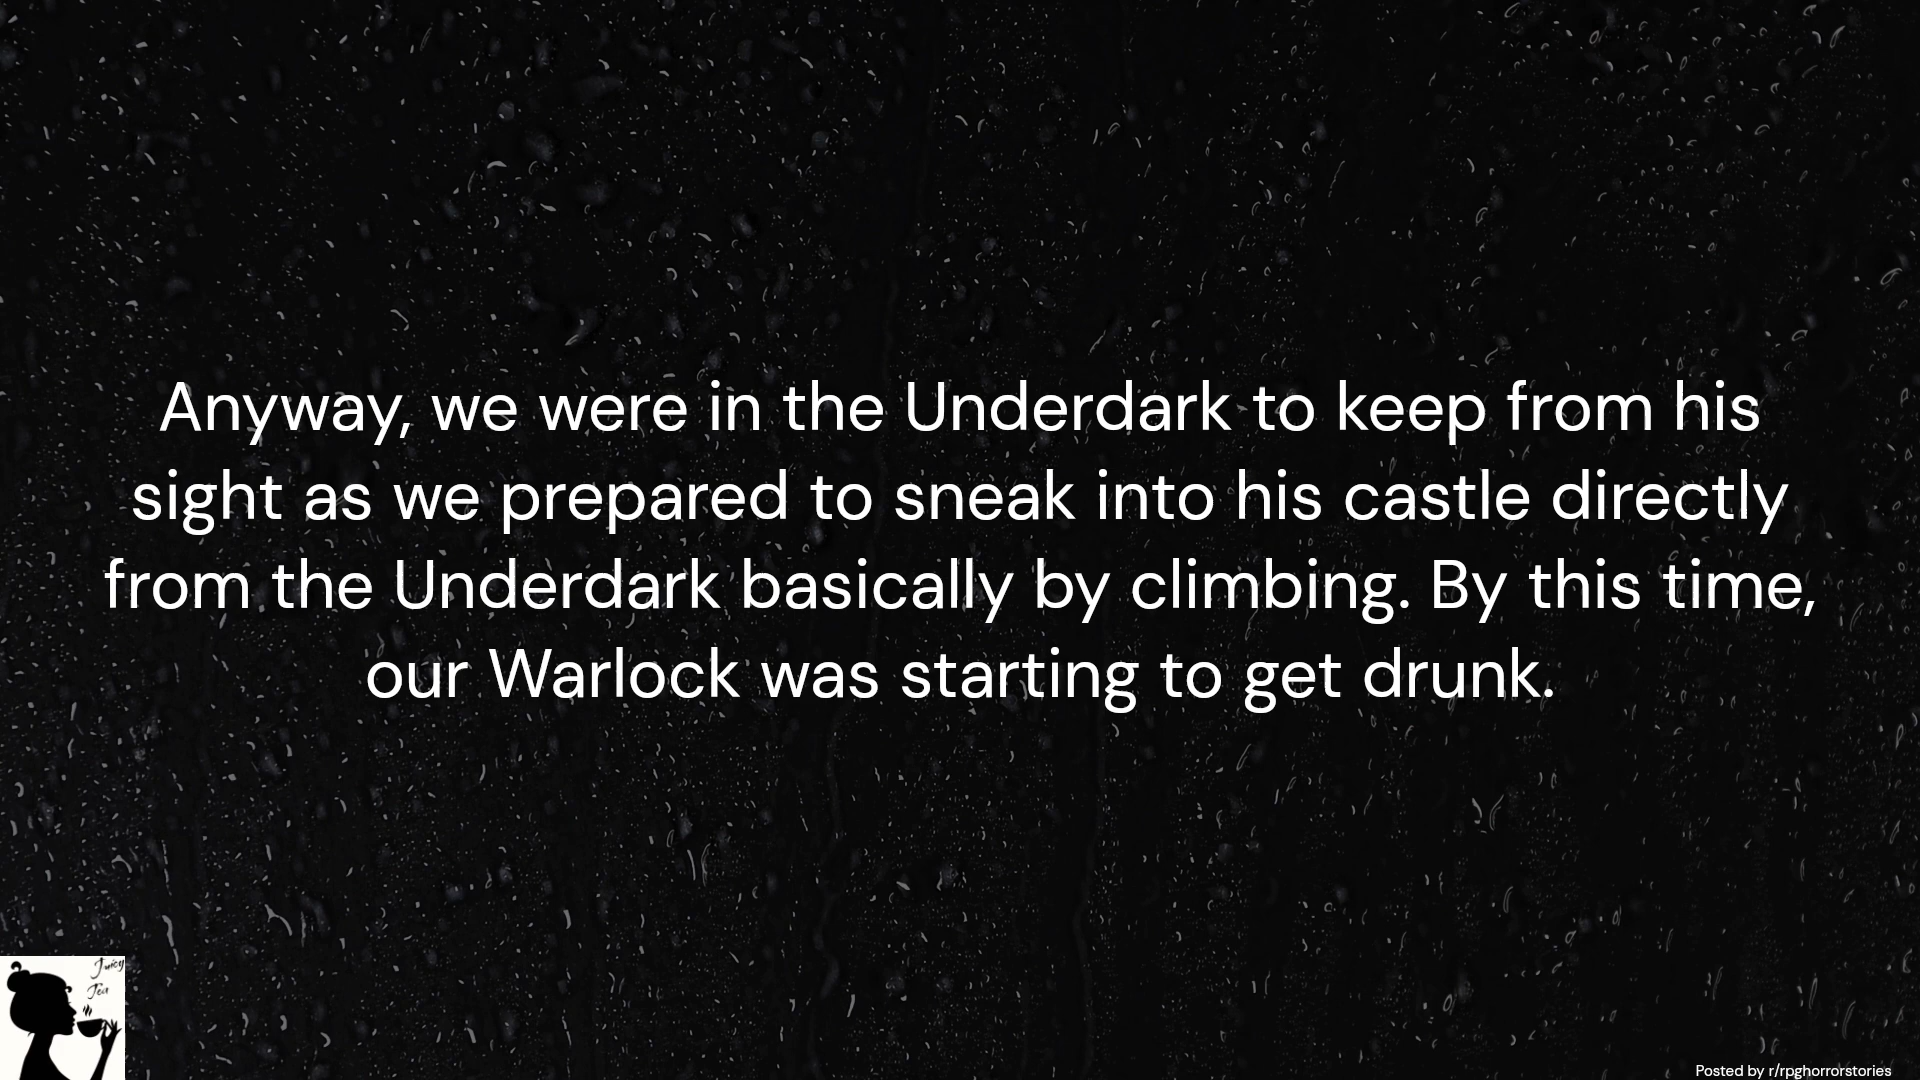 Anyway, we were in the Underdark to keep from his
sight as we prepared to sneak into his castle directly
from the Underdark basically by climbing. By this time,
our Warlock was starting to get drunk.
Juicy
Tea
Posted by r/rpghorrorstories